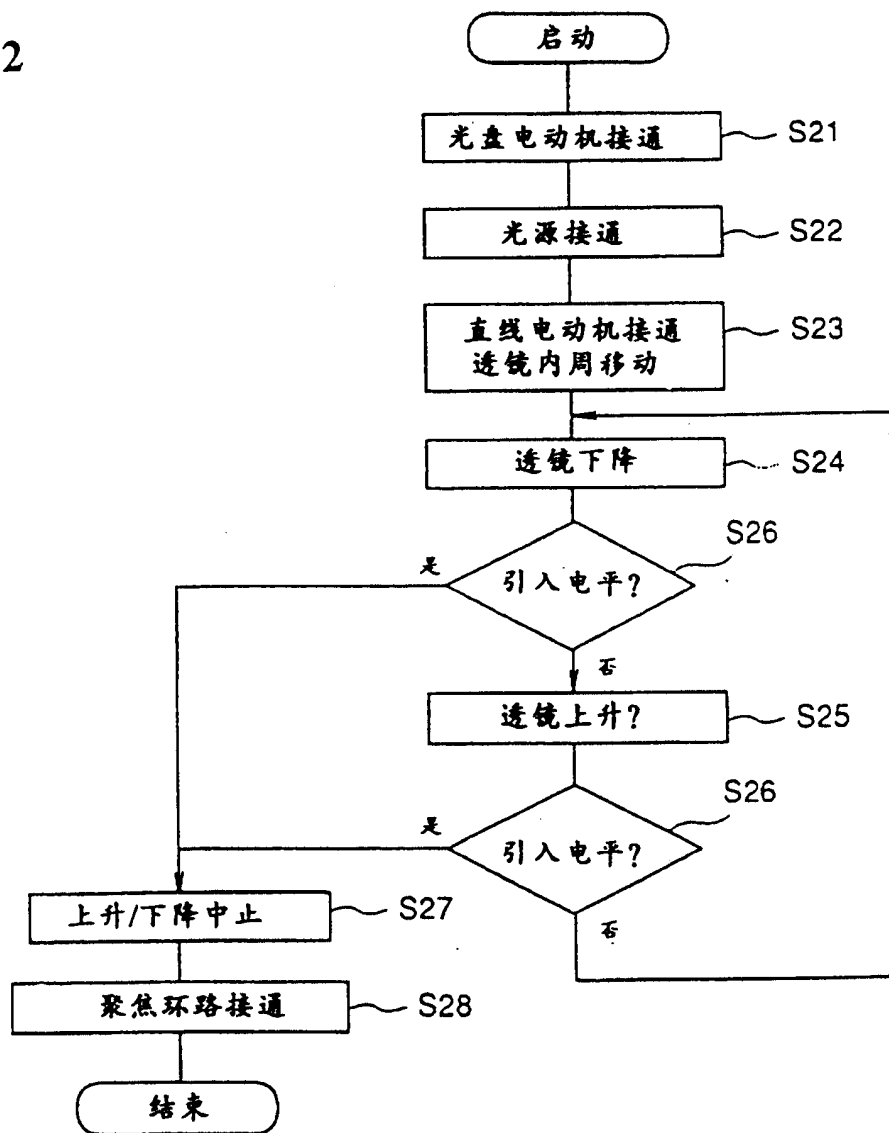 2
启动
光盘电动机接通
S21
光源接通
S22
直线电动机接通
透镜内周移动
S23
透镜下降
S24
S26
是
引入电平?
否
透镜上升?
S25
S26
是
引入电平?
否
上升/下降中止
S27
聚焦环路接通
S28
结束